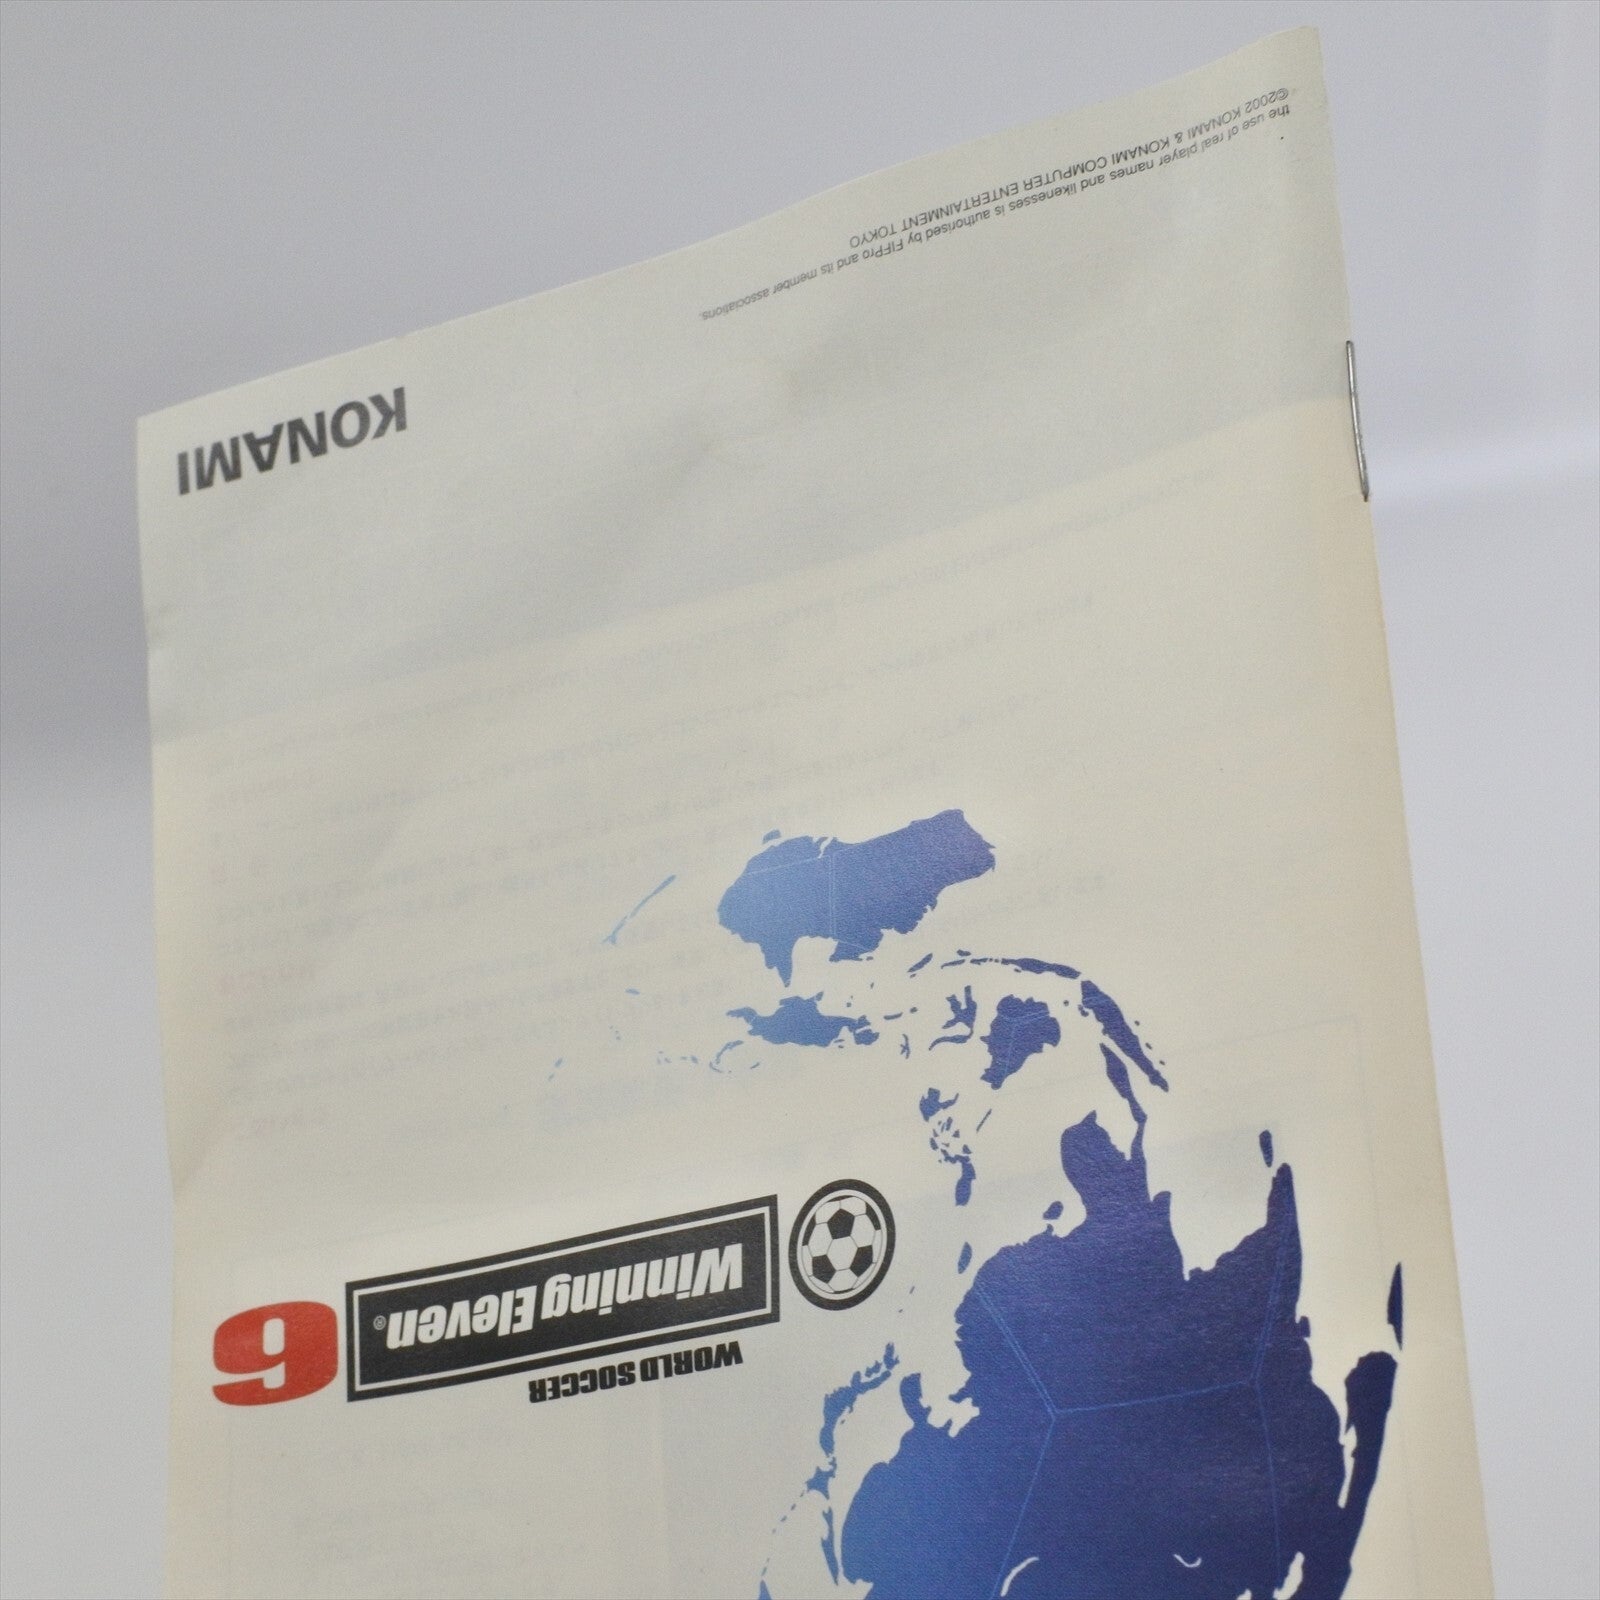 WORLD SOCCER
Winning Eleven® 6
KONAMI
the use of real player names and likenesses is authorised by FIFPro and its member associations.
©2002 KONAMI & KONAMI COMPUTER ENTERTAINMENT TOKYO